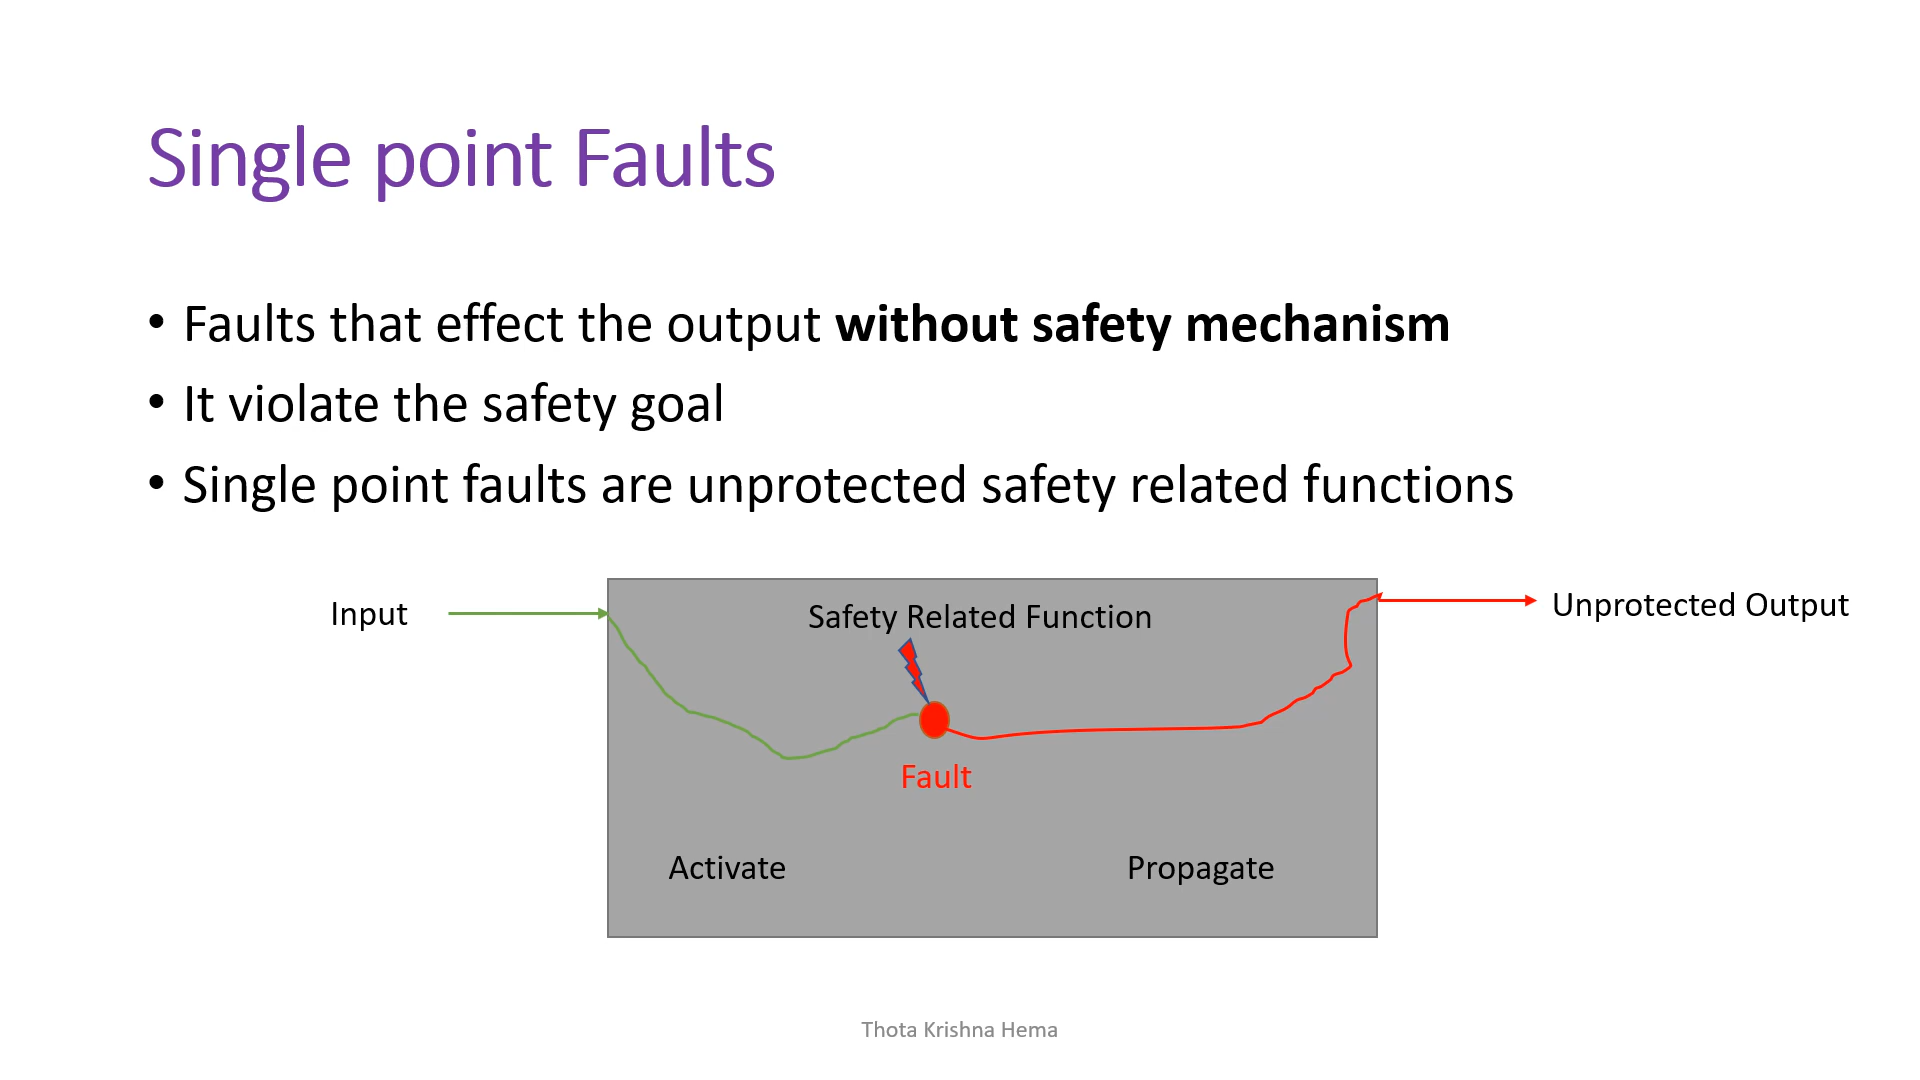 Single point Faults
• Faults that effect the output without safety mechanism
• It violate the safety goal
• Single point faults are unprotected safety related functions
Input
Safety Related Function
Unprotected Output
Fault
Activate
Propagate
Thota Krishna Hema